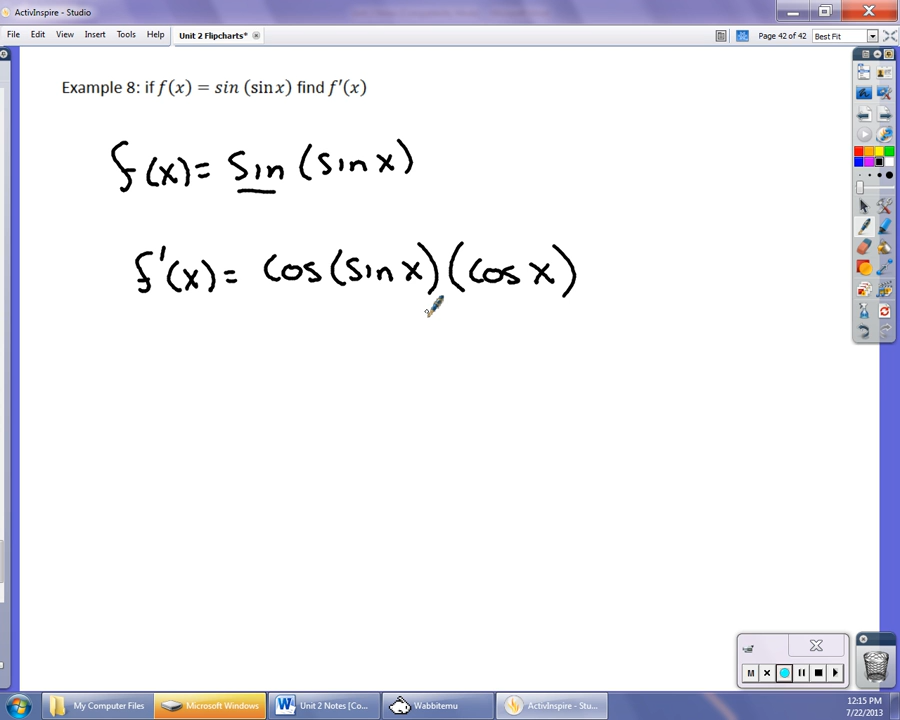 ActivInspire - Studio
File Edit View Insert Tools Help Unit 2 Flipcharts* Page 42 of 42 Best Fit
Example 8: if f(x) = sin (sin x) find f'(x)
f(x) = sin (sin x)
f'(x) = cos (sin x) (cos x)
M
My Computer Files Microsoft Windows Unit 2 Notes [Co... Wabbitemu ActivInspire - Stu...
12:15 PM
7/22/2013